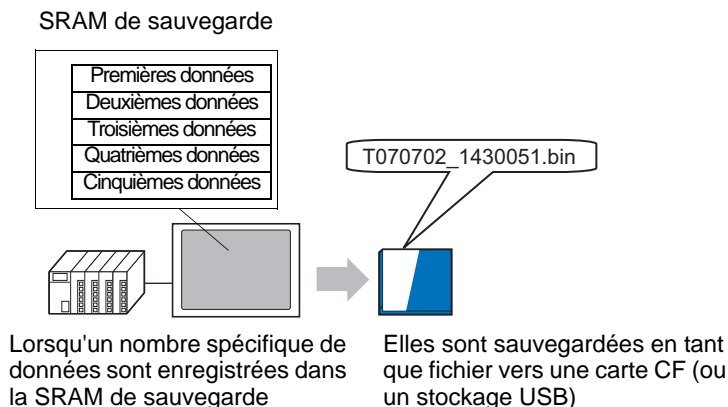 SRAM de sauvegarde
Premières données
Deuxièmes données
Troisièmes données
Quatrièmes données
Cinquièmes données
T070702_1430051.bin
Lorsqu'un nombre spécifique de
données sont enregistrées dans
la SRAM de sauvegarde
Elles sont sauvegardées en tant
que fichier vers une carte CF (ou
un stockage USB)